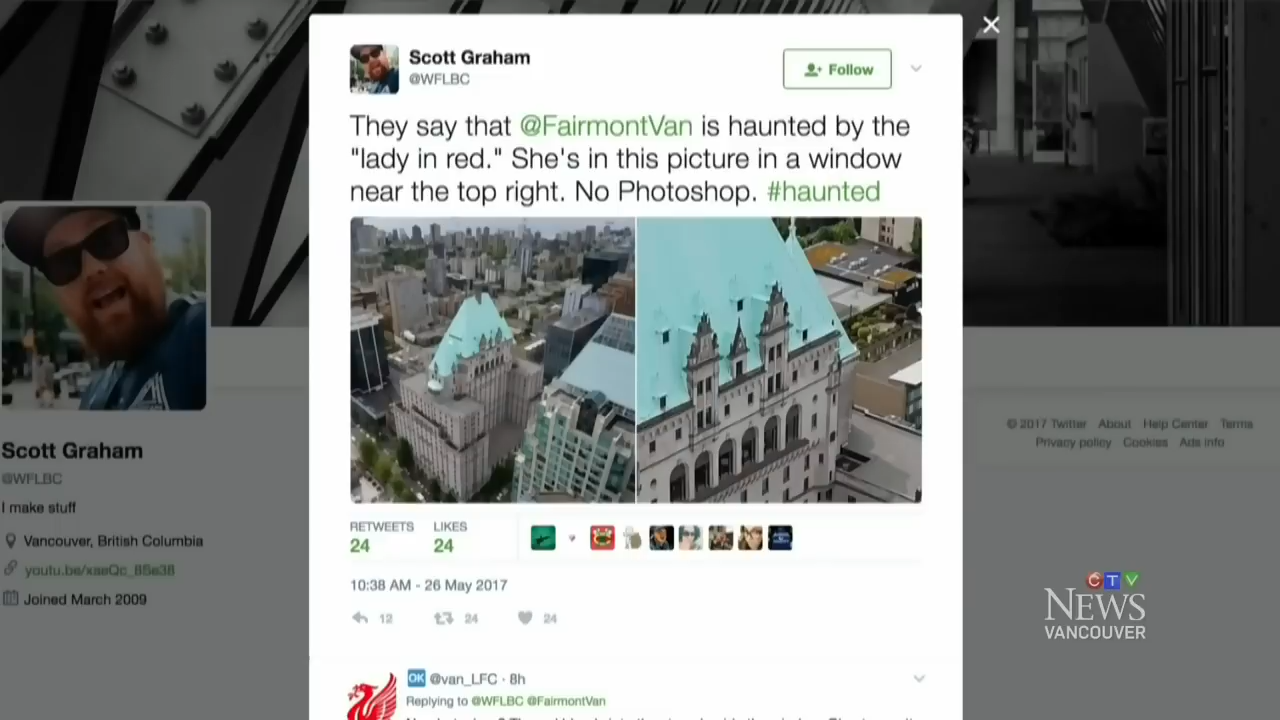 Scott Graham
@WFLBC
Follow
They say that @FairmontVan is haunted by the
"lady in red." She's in this picture in a window
near the top right. No Photoshop. #haunted
RETWEETS LIKES
24 24
10:38 AM - 26 May 2017
12 24 24
OK @van_LFC · 8h
Replying to @WFLBC @FairmontVan
Scott Graham
@WFLBC
I make stuff
Vancouver, British Columbia
Joined March 2009
© 2017 Twitter About Help Center Terms
Privacy policy Cookies Ads info
CTV
NEWS
VANCOUVER